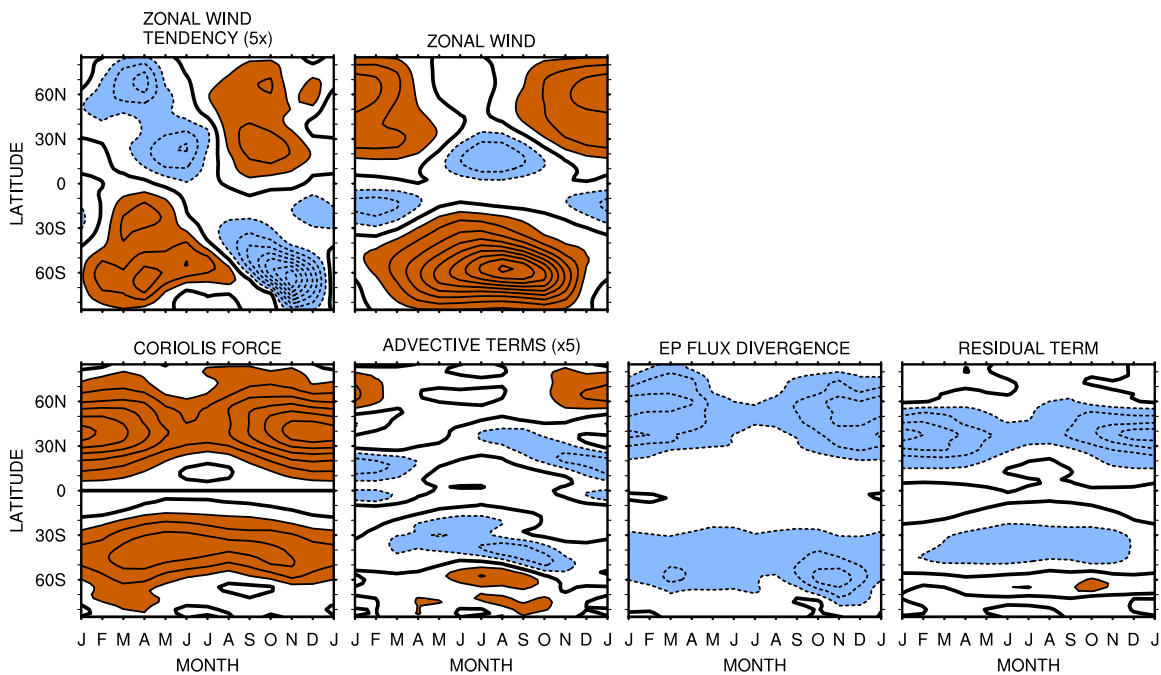 ZONAL WIND
TENDENCY (5x)
ZONAL WIND
LATITUDE
60N
30N
0
30S
60S
J F M A M J J A S O N D J
J F M A M J J A S O N D J
CORIOLIS FORCE
ADVECTIVE TERMS (x5)
EP FLUX DIVERGENCE
RESIDUAL TERM
LATITUDE
60N
30N
0
30S
60S
J F M A M J J A S O N D J
J F M A M J J A S O N D J
J F M A M J J A S O N D J
J F M A M J J A S O N D J
MONTH
MONTH
MONTH
MONTH